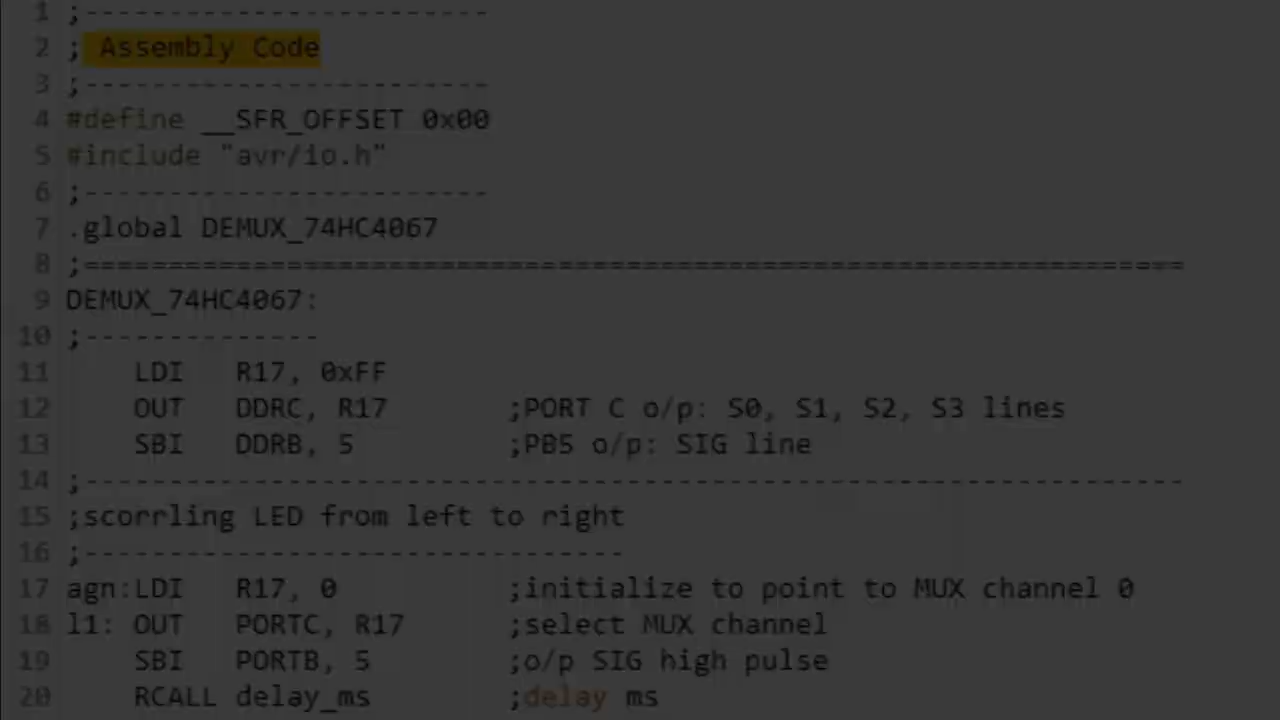 1 ;------------------------
2 ; Assembly Code
3 ;------------------------
4 #define __SFR_OFFSET 0x00
5 #include "avr/io.h"
6 ;------------------------
7 .global DEMUX_74HC4067
8 ;=================================================================
9 DEMUX_74HC4067:
10 ;--------------
11     LDI   R17, 0xFF
12     OUT   DDRC, R17       ;PORT C o/p: S0, S1, S2, S3 lines
13     SBI   DDRB, 5         ;PB5 o/p: SIG line
14 ;-----------------------------------------------------------------
15 ;scorrling LED from left to right
16 ;--------------------------------
17 agn:LDI   R17, 0          ;initialize to point to MUX channel 0
18 l1: OUT   PORTC, R17      ;select MUX channel
19     SBI   PORTB, 5        ;o/p SIG high pulse
20     RCALL delay_ms        ;delay ms